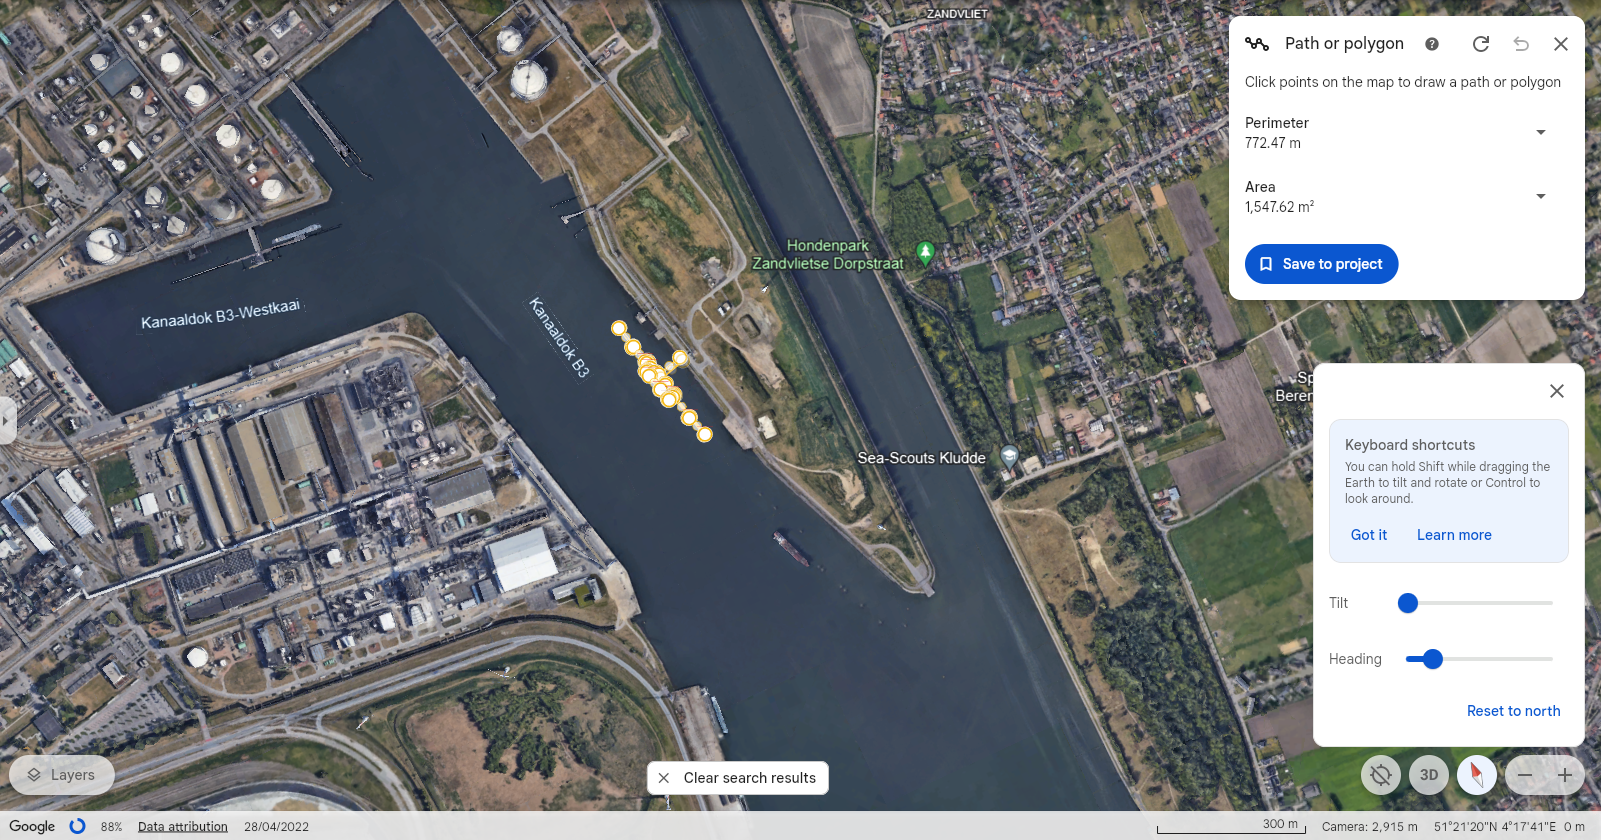 ZANDVLIET
Path or polygon
Click points on the map to draw a path or polygon
Perimeter
772.47 m
Area
1,547.62 m²
Save to project
Hondenpark
Zandvlietse Dorpstraat
Kanaaldok B3-Westkaai
Kanaaldok B3
Sp
Beren
Sea-Scouts Kludde
Keyboard shortcuts
You can hold Shift while dragging the
Earth to tilt and rotate or Control to
look around.
Got it Learn more
Tilt
Heading
Reset to north
Layers
Clear search results
3D
Google 88% Data attribution 28/04/2022 300 m Camera: 2,915 m 51°21'20"N 4°17'41"E 0 m